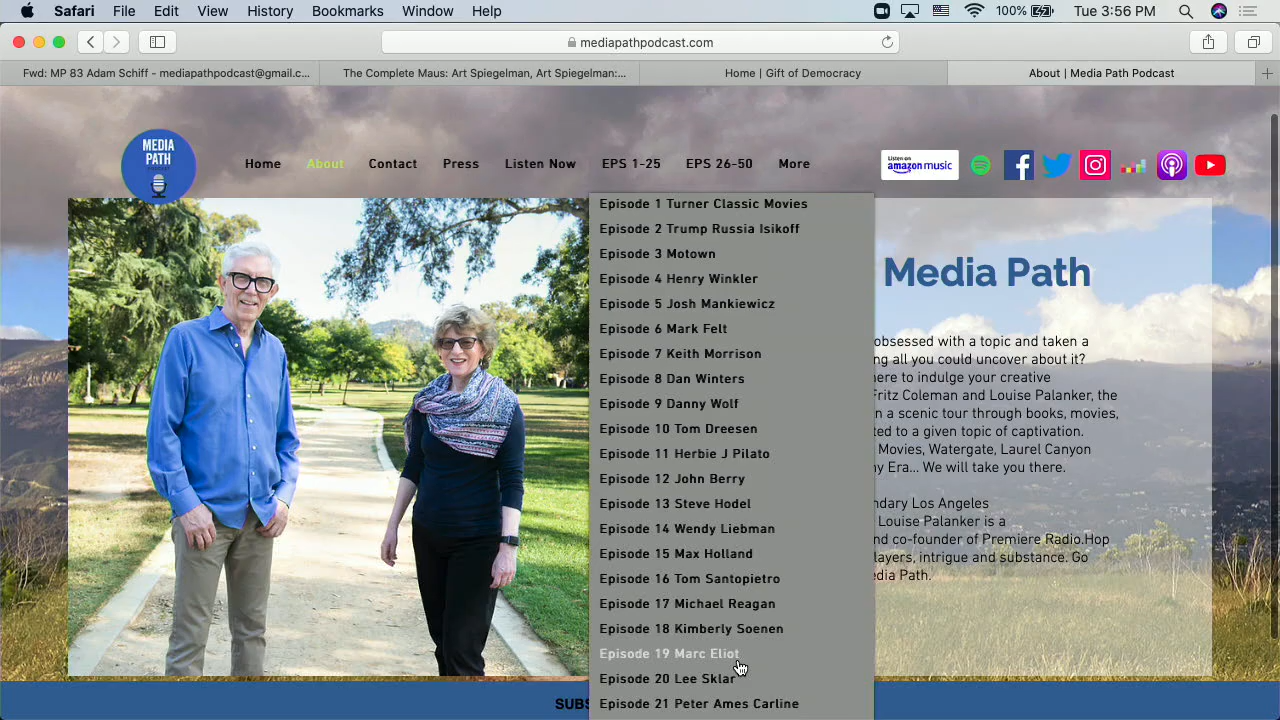 Safari File Edit View History Bookmarks Window Help 100% Tue 3:56 PM
mediapathpodcast.com
Fwd: MP 83 Adam Schiff - mediapathpodcast@gmail.c...
The Complete Maus: Art Spiegelman, Art Spiegelman:...
Home | Gift of Democracy
About | Media Path Podcast
MEDIA
PATH
PODCAST
Home About Contact Press Listen Now EPS 1-25 EPS 26-50 More
Listen on
amazon music
Episode 1 Turner Classic Movies
Episode 2 Trump Russia Isikoff
Episode 3 Motown
Episode 4 Henry Winkler
Episode 5 Josh Mankiewicz
Episode 6 Mark Felt
Episode 7 Keith Morrison
Episode 8 Dan Winters
Episode 9 Danny Wolf
Episode 10 Tom Dreesen
Episode 11 Herbie J Pilato
Episode 12 John Berry
Episode 13 Steve Hodel
Episode 14 Wendy Liebman
Episode 15 Max Holland
Episode 16 Tom Santopietro
Episode 17 Michael Reagan
Episode 18 Kimberly Soenen
Episode 19 Marc Eliot
Episode 20 Lee Sklar
Episode 21 Peter Ames Carline
Media Path
obsessed with a topic and taken a
ng all you could uncover about it?
here to indulge your creative
Fritz Coleman and Louise Palanker, the
n a scenic tour through books, movies,
ted to a given topic of captivation.
Movies, Watergate, Laurel Canyon
ny Era... We will take you there.
ndary Los Angeles
Louise Palanker is a
nd co-founder of Premiere Radio.Hop
layers, intrigue and substance. Go
edia Path.
SUBS